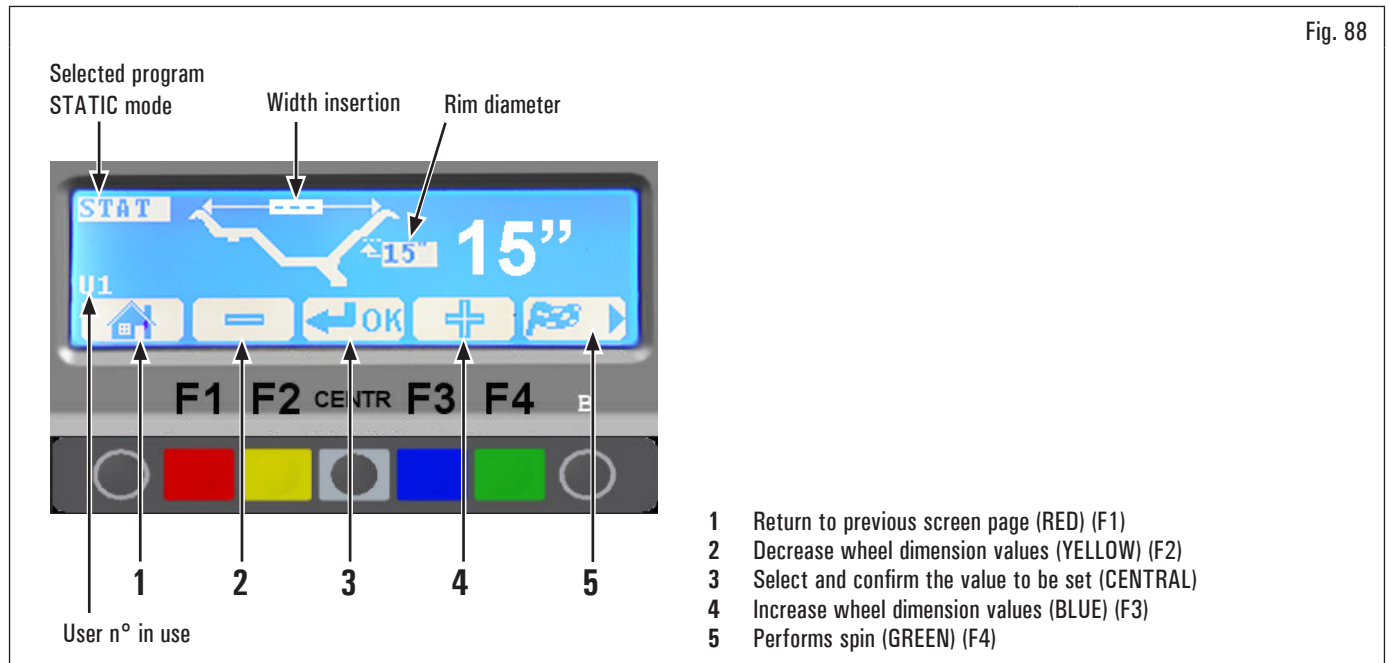 Fig. 88
Selected program
STATIC mode
Width insertion
Rim diameter
STAT
---
15"
15”
U1
OK
F1 F2 CENTR F3 F4 B
1 2 3 4 5
User n° in use
1 Return to previous screen page (RED) (F1)
2 Decrease wheel dimension values (YELLOW) (F2)
3 Select and confirm the value to be set (CENTRAL)
4 Increase wheel dimension values (BLUE) (F3)
5 Performs spin (GREEN) (F4)